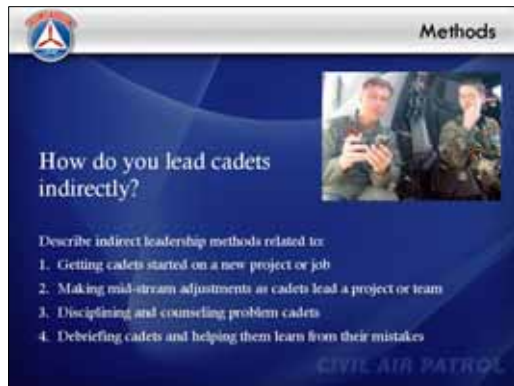 Methods
How do you lead cadets
indirectly?
Describe indirect leadership methods related to:
1. Getting cadets started on a new project or job
2. Making mid-stream adjustments as cadets lead a project or team
3. Disciplining and counseling problem cadets
4. Debriefing cadets and helping them learn from their mistakes
CIVIL AIR PATROL